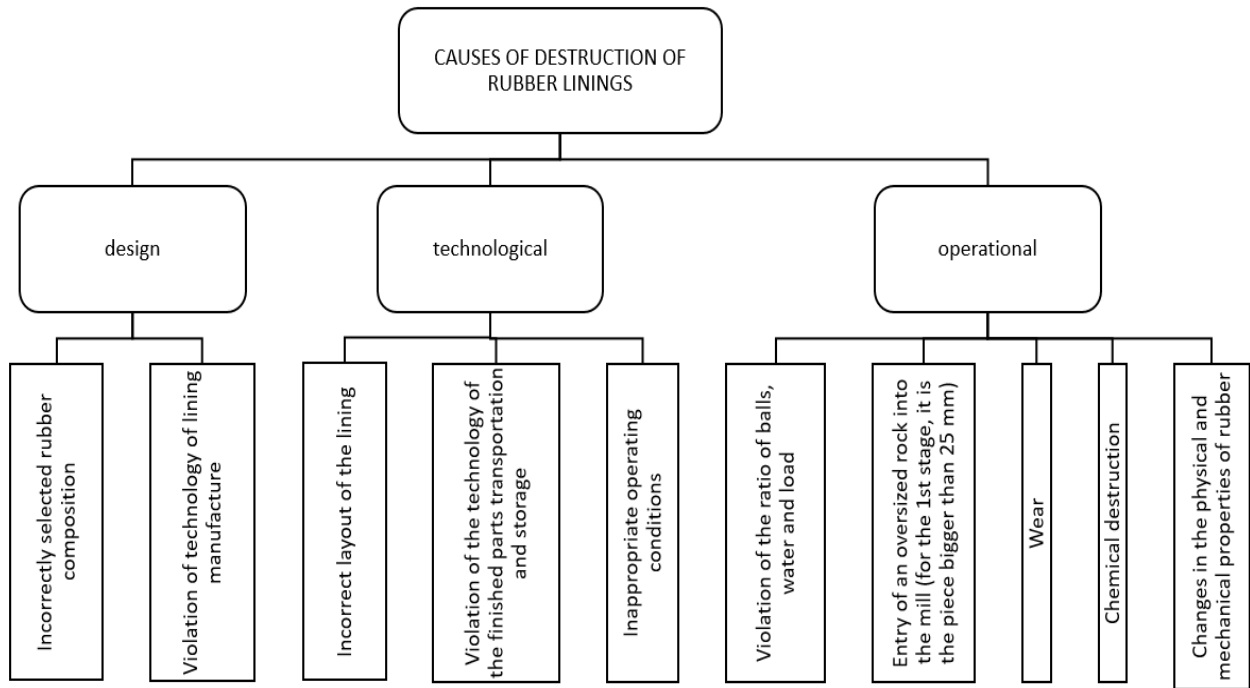 CAUSES OF DESTRUCTION OF
RUBBER LININGS
design
technological
operational
Incorrectly selected rubber
composition
Violation of technology of lining
manufacture
Incorrect layout of the lining
Violation of the technology of
the finished parts transportation
and storage
Inappropriate operating
conditions
Violation of the ratio of balls,
water and load
Entry of an oversized rock into
the mill (for the 1st stage, it is
the piece bigger than 25 mm)
Wear
Chemical destruction
Changes in the physical and
mechanical properties of rubber